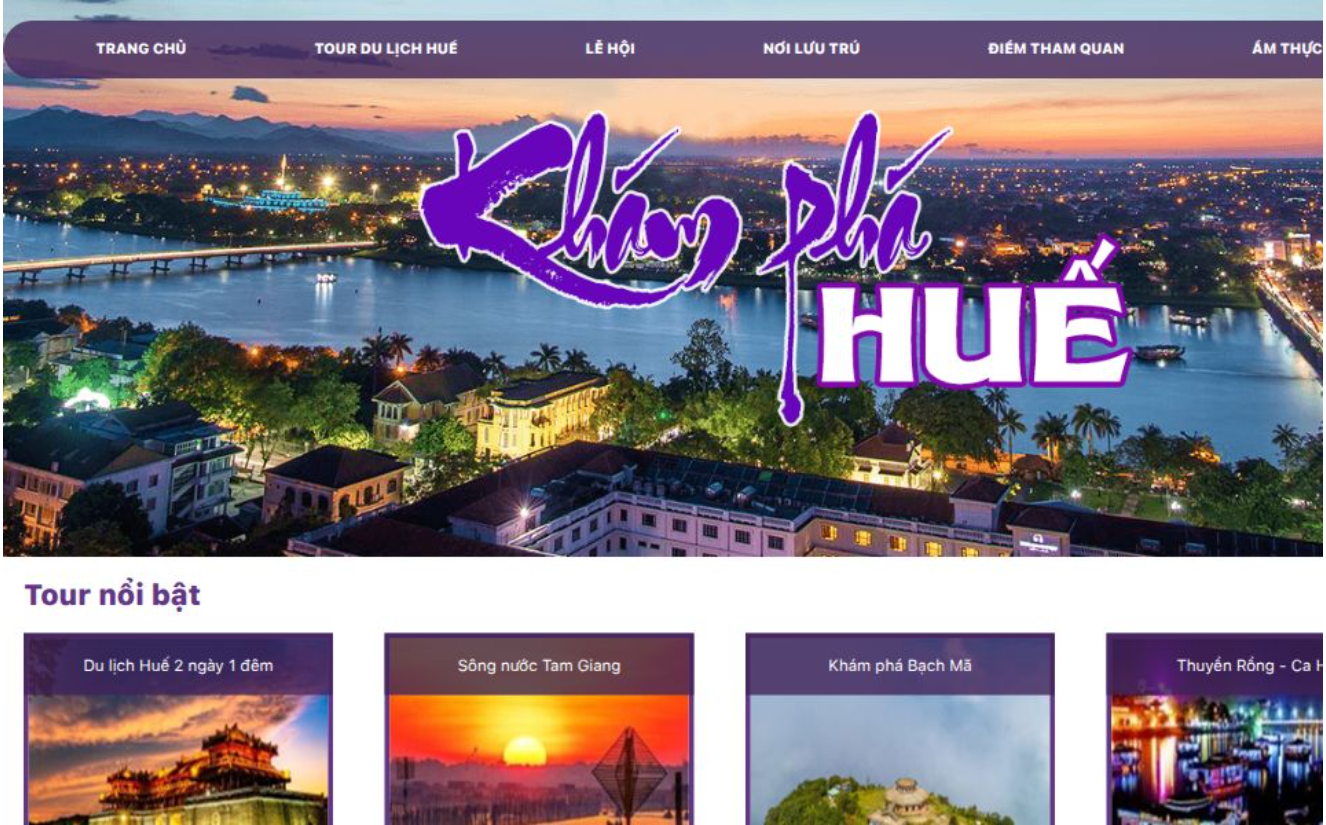 TRANG CHỦ TOUR DU LỊCH HUẾ LỄ HỘI NƠI LƯU TRÚ ĐIỂM THAM QUAN ẨM THỰC
Khám phá
HUẾ
Tour nổi bật
Du lịch Huế 2 ngày 1 đêm Sông nước Tam Giang Khám phá Bạch Mã Thuyền Rồng - Ca H